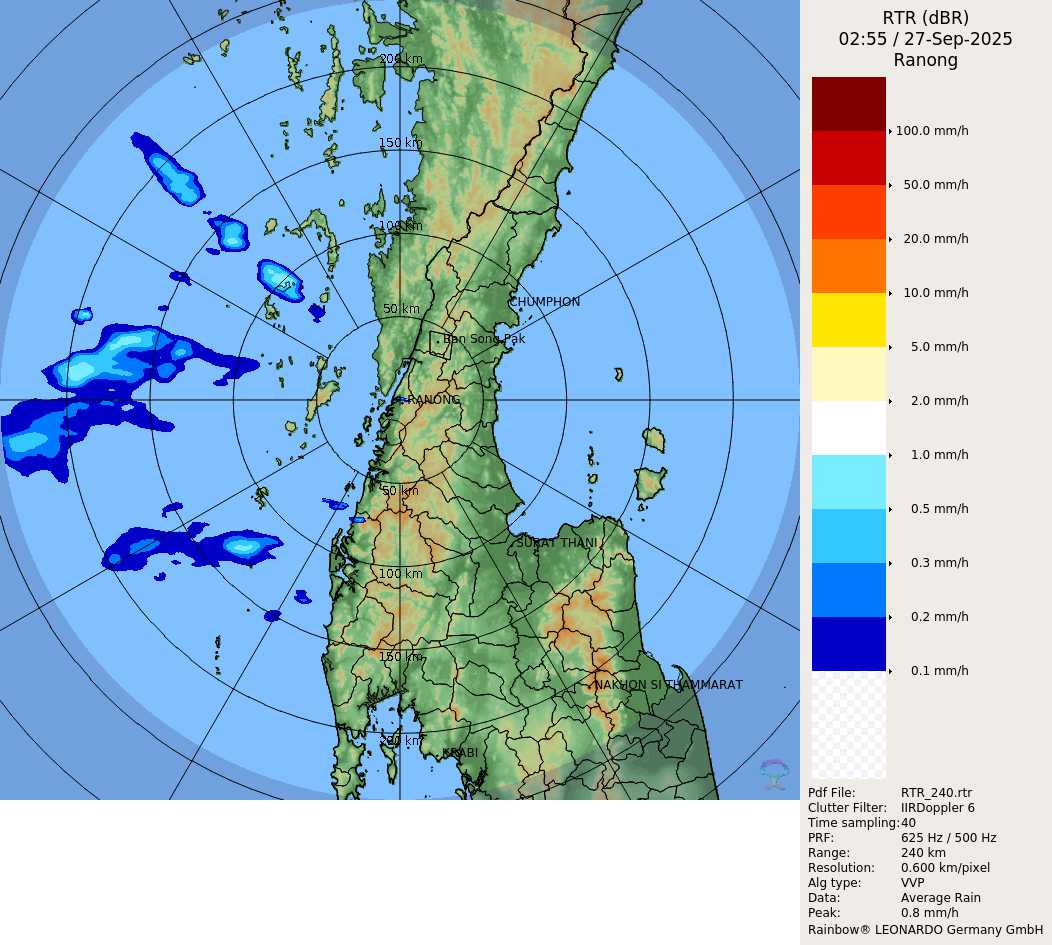 RTR (dBR)
02:55 / 27-Sep-2025
Ranong
200 km
150 km
100 km
50 km
CHUMPHON
Ban Song Pak
RANONG
50 km
SURAT THANI
100 km
150 km
NAKHON SI THAMMARAT
200 km
KRABI
100.0 mm/h
50.0 mm/h
20.0 mm/h
10.0 mm/h
5.0 mm/h
2.0 mm/h
1.0 mm/h
0.5 mm/h
0.3 mm/h
0.2 mm/h
0.1 mm/h
Pdf File: RTR_240.rtr
Clutter Filter: IIRDoppler 6
Time sampling:40
PRF: 625 Hz / 500 Hz
Range: 240 km
Resolution: 0.600 km/pixel
Alg type: VVP
Data: Average Rain
Peak: 0.8 mm/h
Rainbow® LEONARDO Germany GmbH